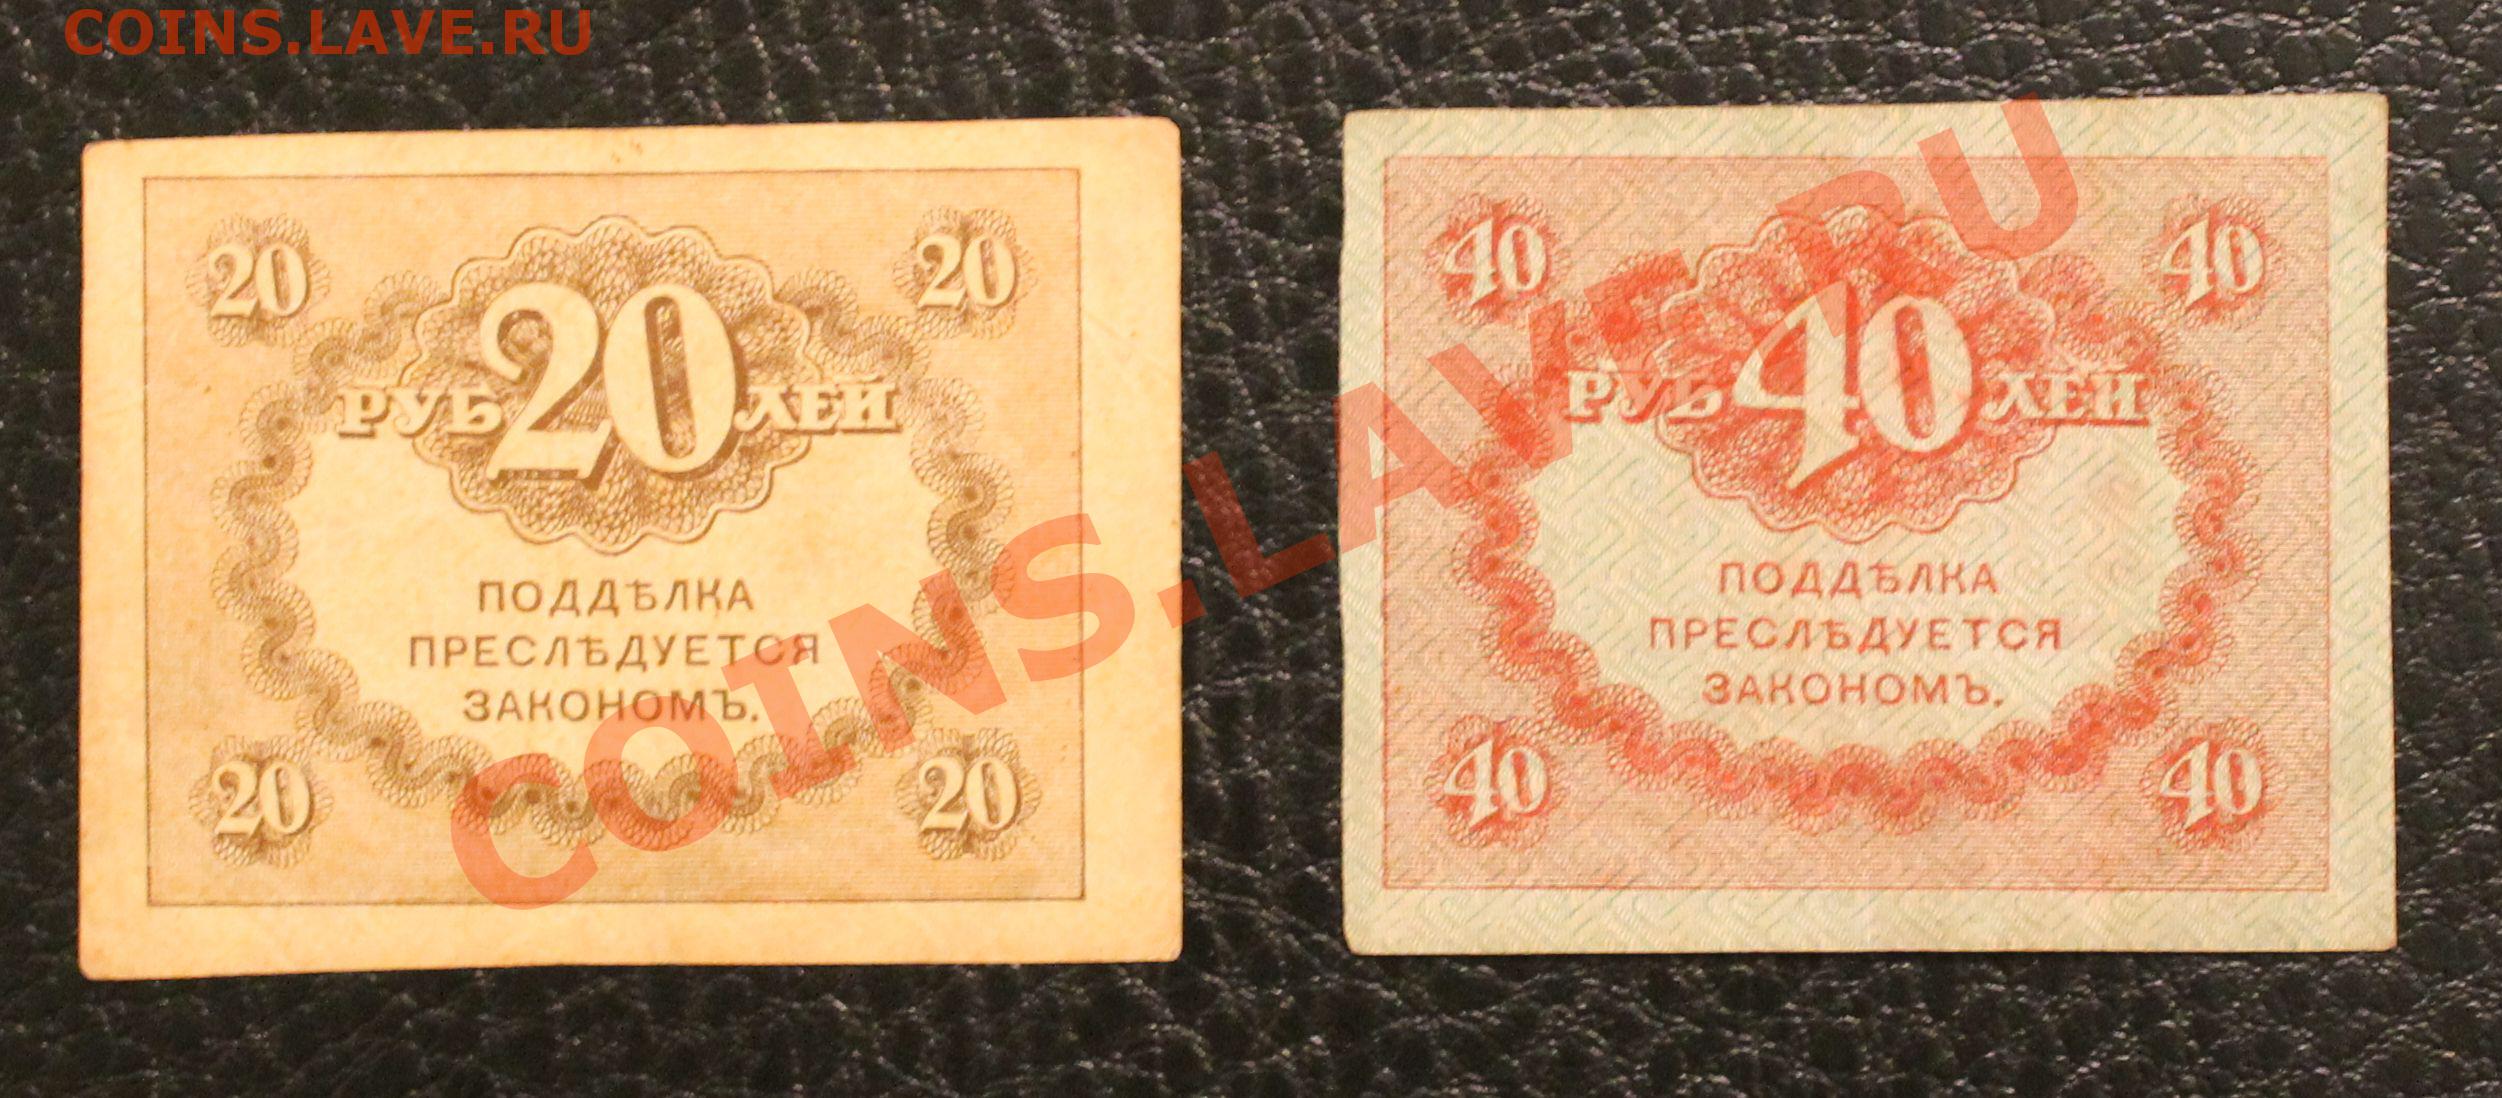 COINS.LAVE.RU
20 20
РУБ 20 ЛЕЙ
ПОДДѢЛКА
ПРЕСЛѢДУЕТСЯ
ЗАКОНОМЪ.
20 20
40 40
РУБ 40 ЛЕЙ
ПОДДѢЛКА
ПРЕСЛѢДУЕТСЯ
ЗАКОНОМЪ.
40 40
COINS.LAVE.RU